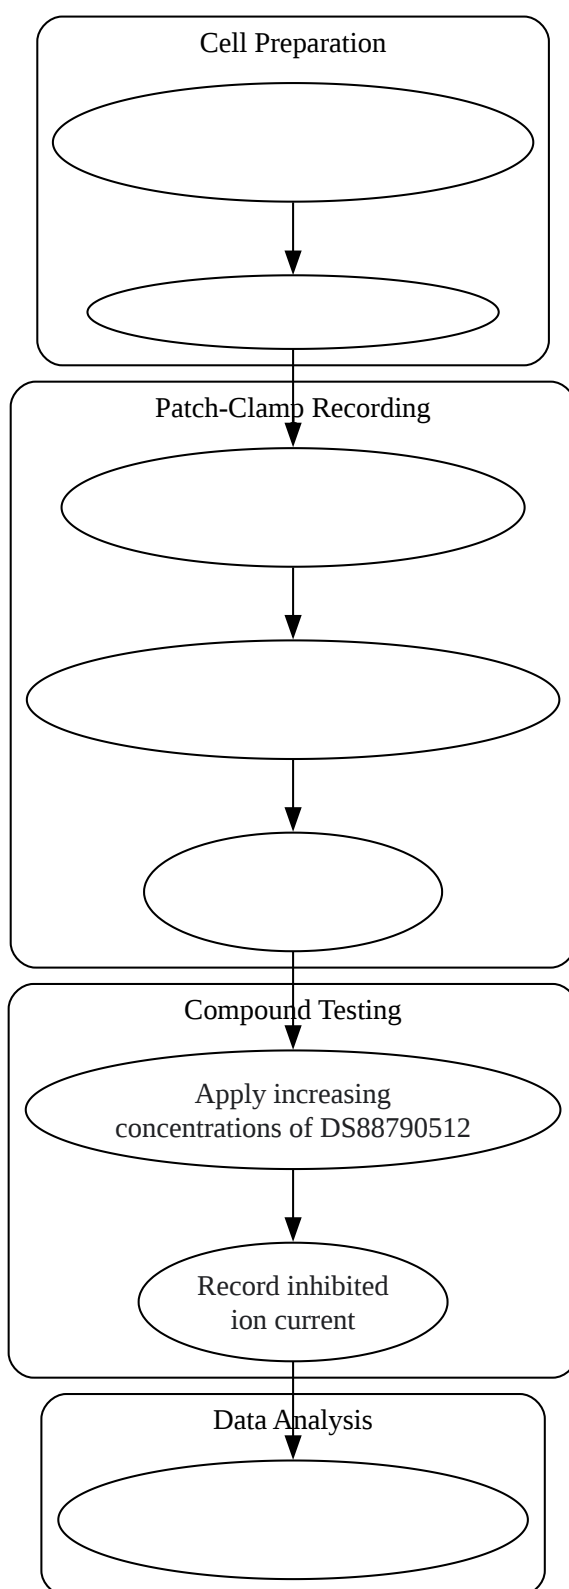 Cell Preparation
Patch-Clamp Recording
Compound Testing
Apply increasing
concentrations of DS88790512
Record inhibited
ion current
Data Analysis